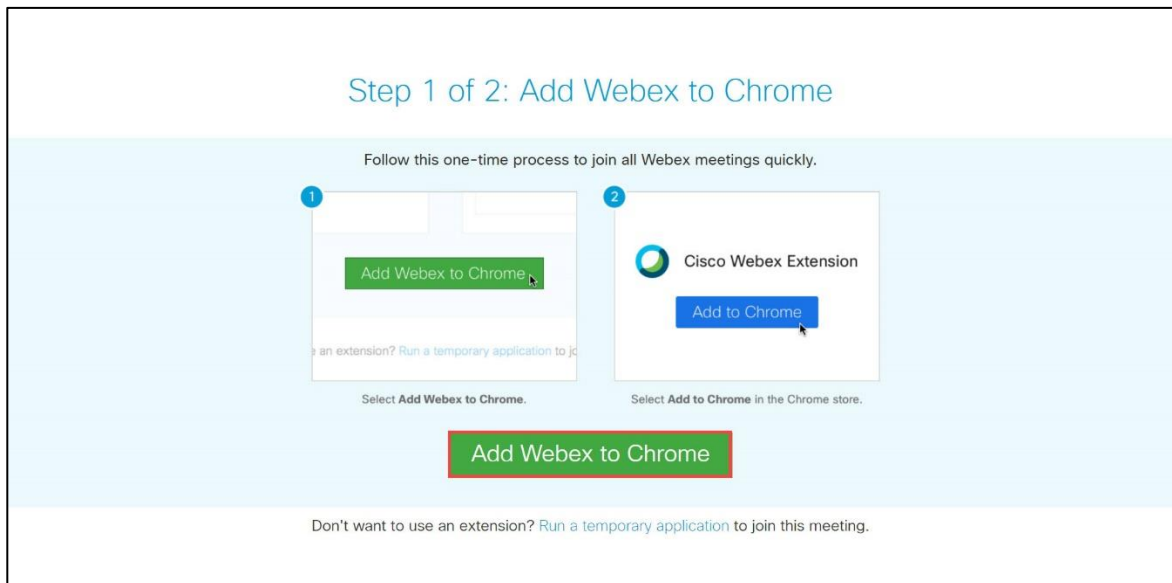 Step 1 of 2: Add Webex to Chrome
Follow this one-time process to join all Webex meetings quickly.
1
Add Webex to Chrome
e an extension? Run a temporary application to jo
Select Add Webex to Chrome.
2
Cisco Webex Extension
Add to Chrome
Select Add to Chrome in the Chrome store.
Add Webex to Chrome
Don't want to use an extension? Run a temporary application to join this meeting.